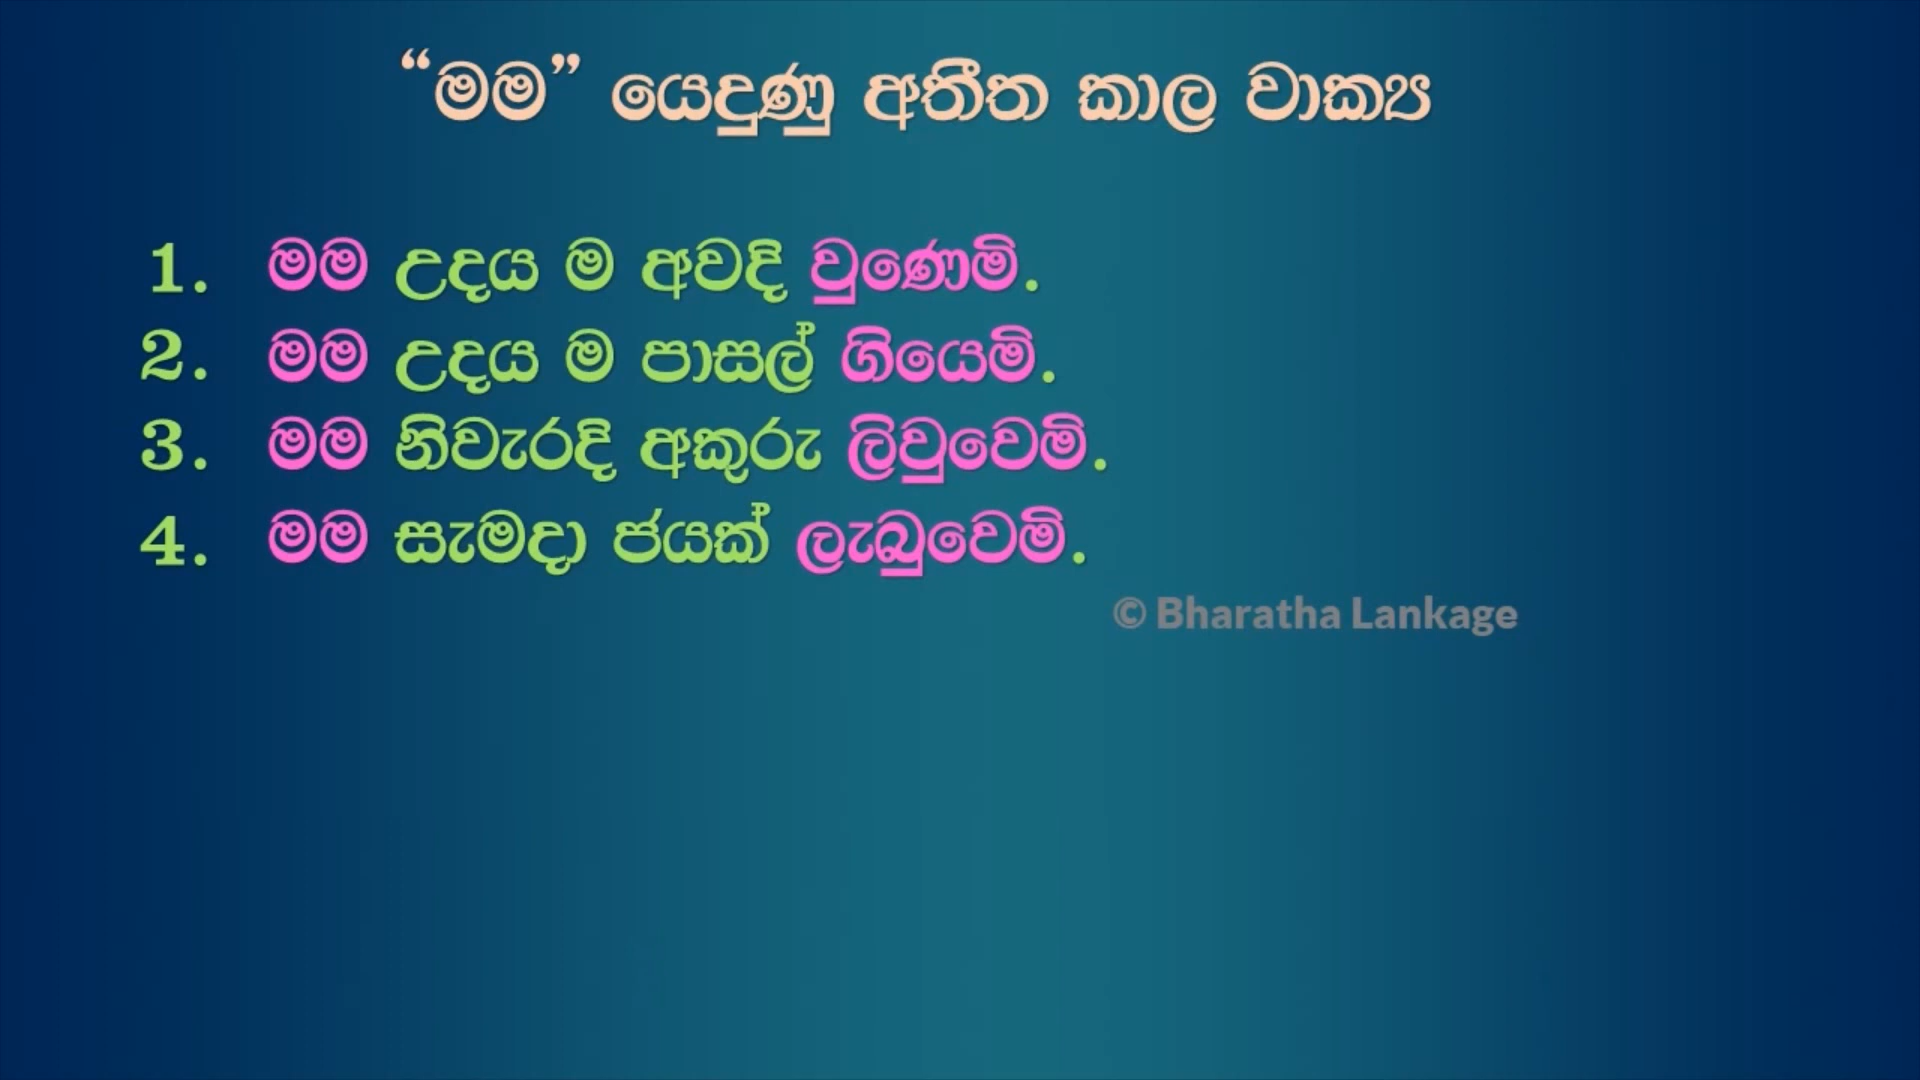 “මම” යෙදුණු අතීත කාල වාක්‍ය
1. මම උදය ම අවදි වුණෙමි.
2. මම උදය ම පාසල් ගියෙමි.
3. මම නිවැරදි අකුරු ලිවුවෙමි.
4. මම සැමදා ජයක් ලැබුවෙමි.
© Bharatha Lankage